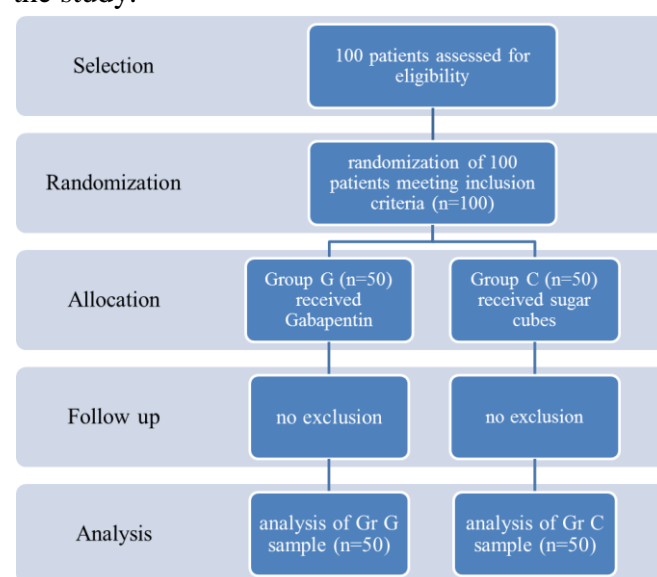 the study.
Selection
100 patients assessed for
eligibility
Randomization
randomization of 100
patients meeting inclusion
criteria (n=100)
Allocation
Group G (n=50)
received
Gabapentin
Group C (n=50)
received sugar
cubes
Follow up
no exclusion
no exclusion
Analysis
analysis of Gr G
sample (n=50)
analysis of Gr C
sample (n=50)